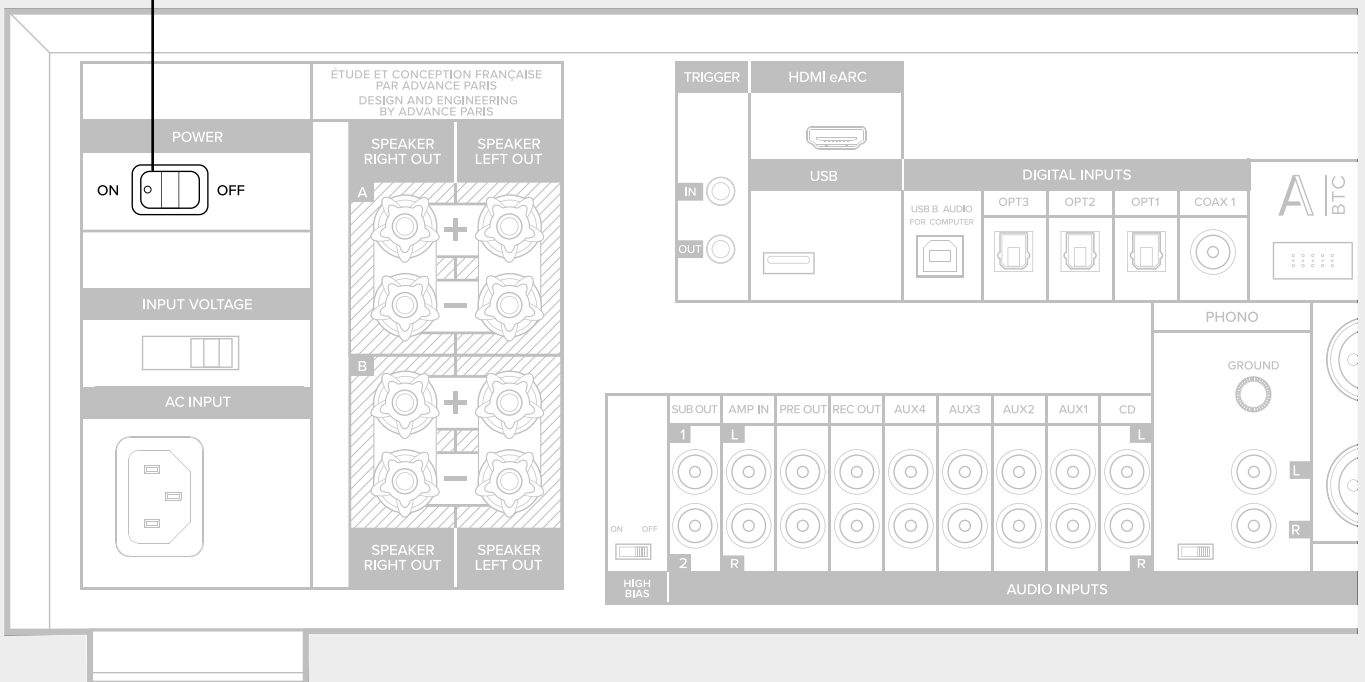 ÉTUDE ET CONCEPTION FRANÇAISE
PAR ADVANCE PARIS
DESIGN AND ENGINEERING
BY ADVANCE PARIS
POWER
ON OFF
INPUT VOLTAGE
AC INPUT
SPEAKER RIGHT OUT
SPEAKER LEFT OUT
A
+
−
B
+
−
SPEAKER RIGHT OUT
SPEAKER LEFT OUT
TRIGGER
IN
OUT
HDMI eARC
USB
DIGITAL INPUTS
USB B AUDIO
FOR COMPUTER
OPT3 OPT2 OPT1 COAX 1
A BTC
PHONO
GROUND
L
R
SUB OUT AMP IN PRE OUT REC OUT AUX4 AUX3 AUX2 AUX1 CD
1 L L
ON OFF
2 R R
HIGH
BIAS
AUDIO INPUTS